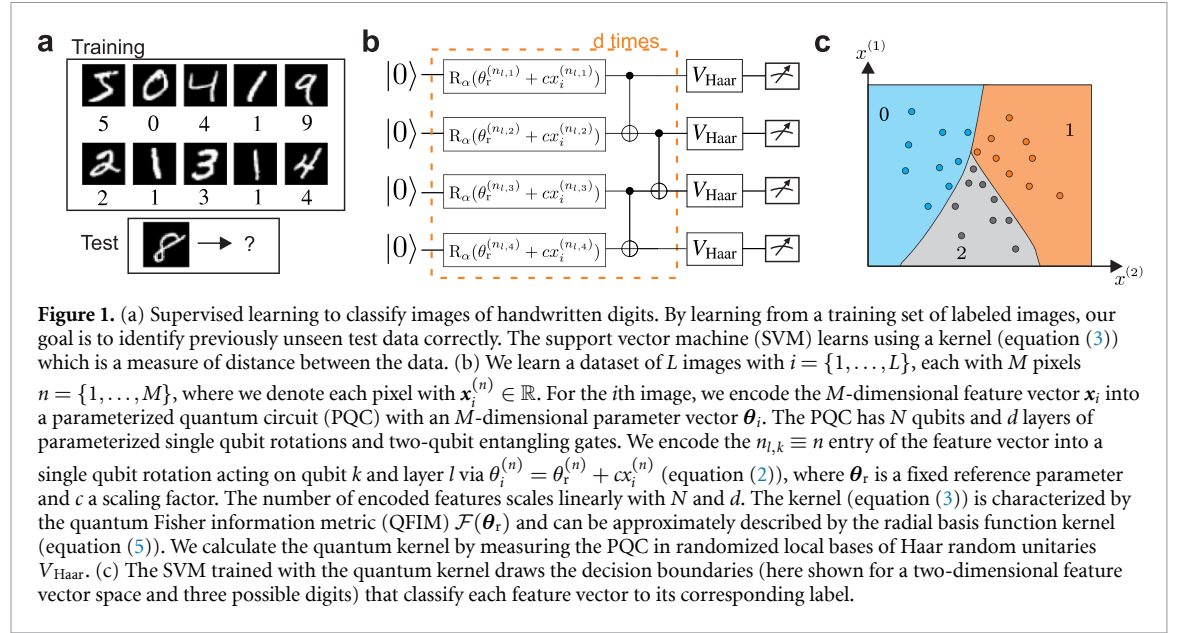 a Training
5 0 4 1 9
2 1 3 1 4
Test → ?
b d times
|0⟩ R_α(θ_r^{(n_{l,1})} + cx_i^{(n_{l,1})}) V_Haar
|0⟩ R_α(θ_r^{(n_{l,2})} + cx_i^{(n_{l,2})}) V_Haar
|0⟩ R_α(θ_r^{(n_{l,3})} + cx_i^{(n_{l,3})}) V_Haar
|0⟩ R_α(θ_r^{(n_{l,4})} + cx_i^{(n_{l,4})}) V_Haar
c x^{(1)}
0 1
2
x^{(2)}
Figure 1. (a) Supervised learning to classify images of handwritten digits. By learning from a training set of labeled images, our
goal is to identify previously unseen test data correctly. The support vector machine (SVM) learns using a kernel (equation (3))
which is a measure of distance between the data. (b) We learn a dataset of L images with i = {1, . . . , L}, each with M pixels
n = {1, . . . , M}, where we denote each pixel with x_i^{(n)} ∈ ℝ. For the ith image, we encode the M-dimensional feature vector x_i into
a parameterized quantum circuit (PQC) with an M-dimensional parameter vector θ_i. The PQC has N qubits and d layers of
parameterized single qubit rotations and two-qubit entangling gates. We encode the n_{l,k} ≡ n entry of the feature vector into a
single qubit rotation acting on qubit k and layer l via θ_i^{(n)} = θ_r^{(n)} + cx_i^{(n)} (equation (2)), where θ_r is a fixed reference parameter
and c a scaling factor. The number of encoded features scales linearly with N and d. The kernel (equation (3)) is characterized by
the quantum Fisher information metric (QFIM) ℱ(θ_r) and can be approximately described by the radial basis function kernel
(equation (5)). We calculate the quantum kernel by measuring the PQC in randomized local bases of Haar random unitaries
V_Haar. (c) The SVM trained with the quantum kernel draws the decision boundaries (here shown for a two-dimensional feature
vector space and three possible digits) that classify each feature vector to its corresponding label.